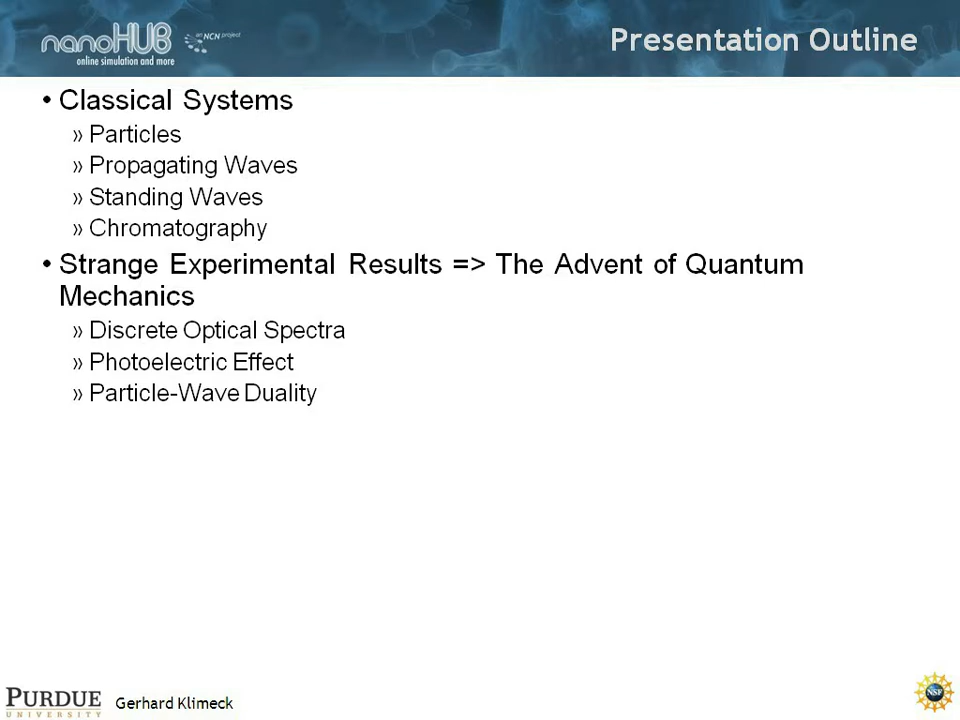 nanoHUB
an NCN project
online simulation and more
Presentation Outline
• Classical Systems
» Particles
» Propagating Waves
» Standing Waves
» Chromatography
• Strange Experimental Results => The Advent of Quantum
Mechanics
» Discrete Optical Spectra
» Photoelectric Effect
» Particle-Wave Duality
PURDUE
UNIVERSITY
Gerhard Klimeck
NSF